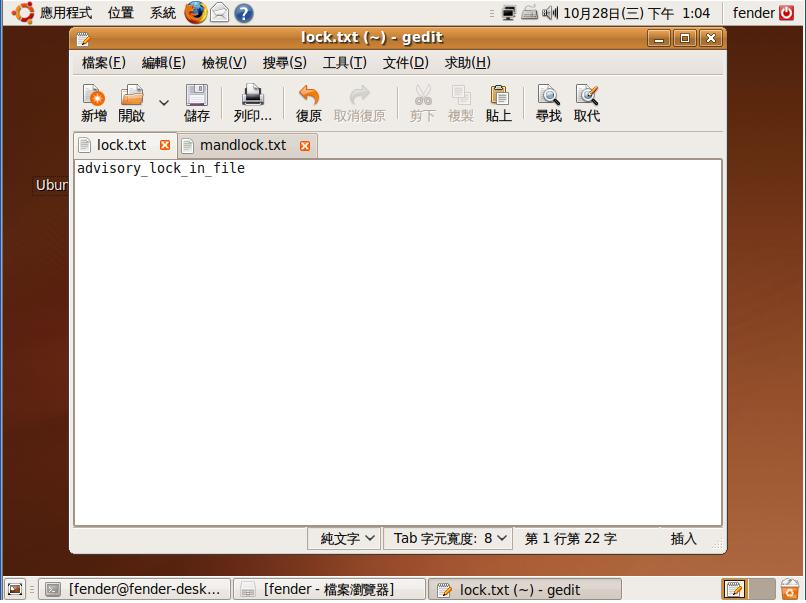 應用程式 位置 系統 10月28日(三) 下午 1:04 fender
lock.txt (~) - gedit
檔案(F) 編輯(E) 檢視(V) 搜尋(S) 工具(T) 文件(D) 求助(H)
新增 開啟 儲存 列印... 復原 取消復原 剪下 複製 貼上 尋找 取代
lock.txt mandlock.txt
advisory_lock_in_file
Ubun
純文字 Tab 字元寬度: 8 第 1 行第 22 字 插入
[fender@fender-desk... [fender - 檔案瀏覽器] lock.txt (~) - gedit